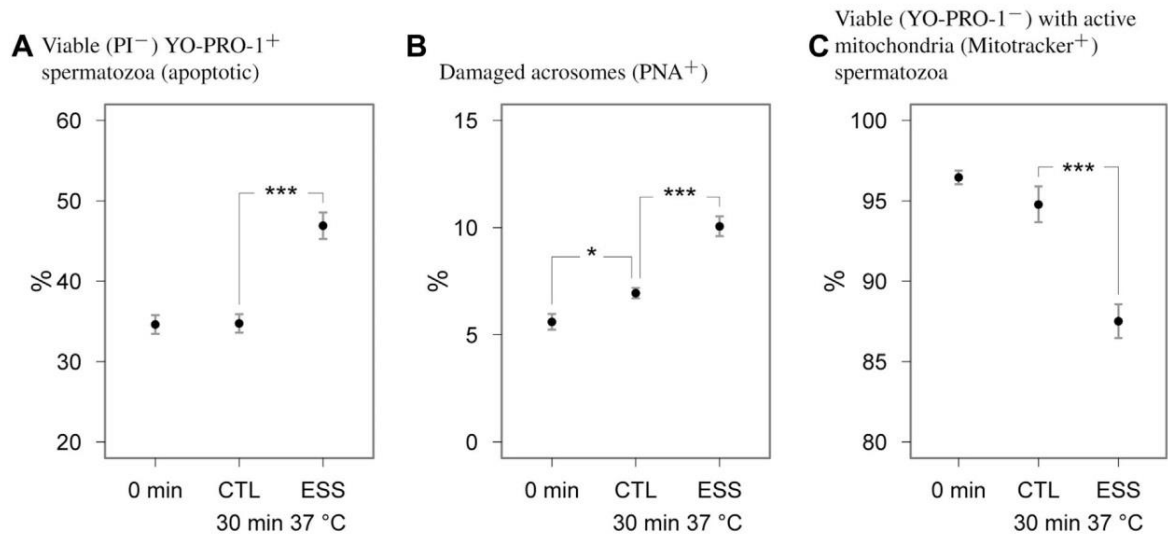 A Viable (PI−) YO-PRO-1+
spermatozoa (apoptotic)
60
50
40
30
20
%
***
0 min CTL ESS
30 min 37 °C
B
Damaged acrosomes (PNA+)
15
10
5
0
%
*
***
0 min CTL ESS
30 min 37 °C
Viable (YO-PRO-1−) with active
C mitochondria (Mitotracker+)
spermatozoa
100
95
90
85
80
%
***
0 min CTL ESS
30 min 37 °C